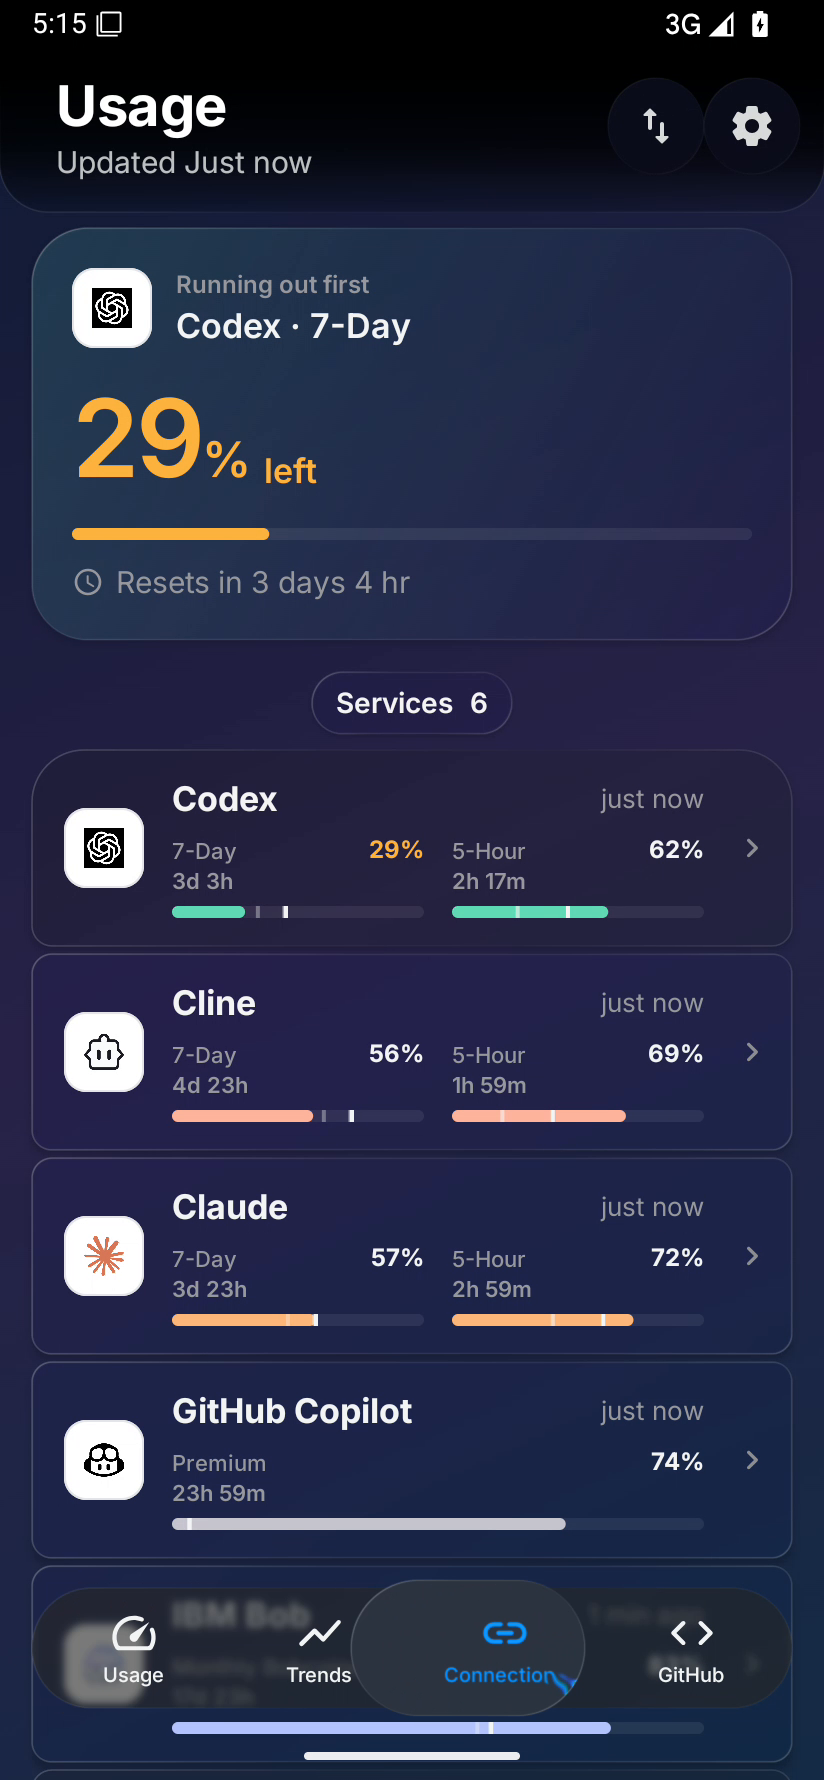 5:15
3G
Usage
Updated Just now
Running out first
Codex · 7-Day
29% left
Resets in 3 days 4 hr
Services 6
Codex
just now
7-Day
29%
5-Hour
62%
3d 3h
2h 17m
Cline
just now
7-Day
56%
5-Hour
69%
4d 23h
1h 59m
Claude
just now
7-Day
57%
5-Hour
72%
3d 23h
2h 59m
GitHub Copilot
just now
Premium
74%
23h 59m
IBM Bob
1 min ago
Usage
Trends
Connection
GitHub